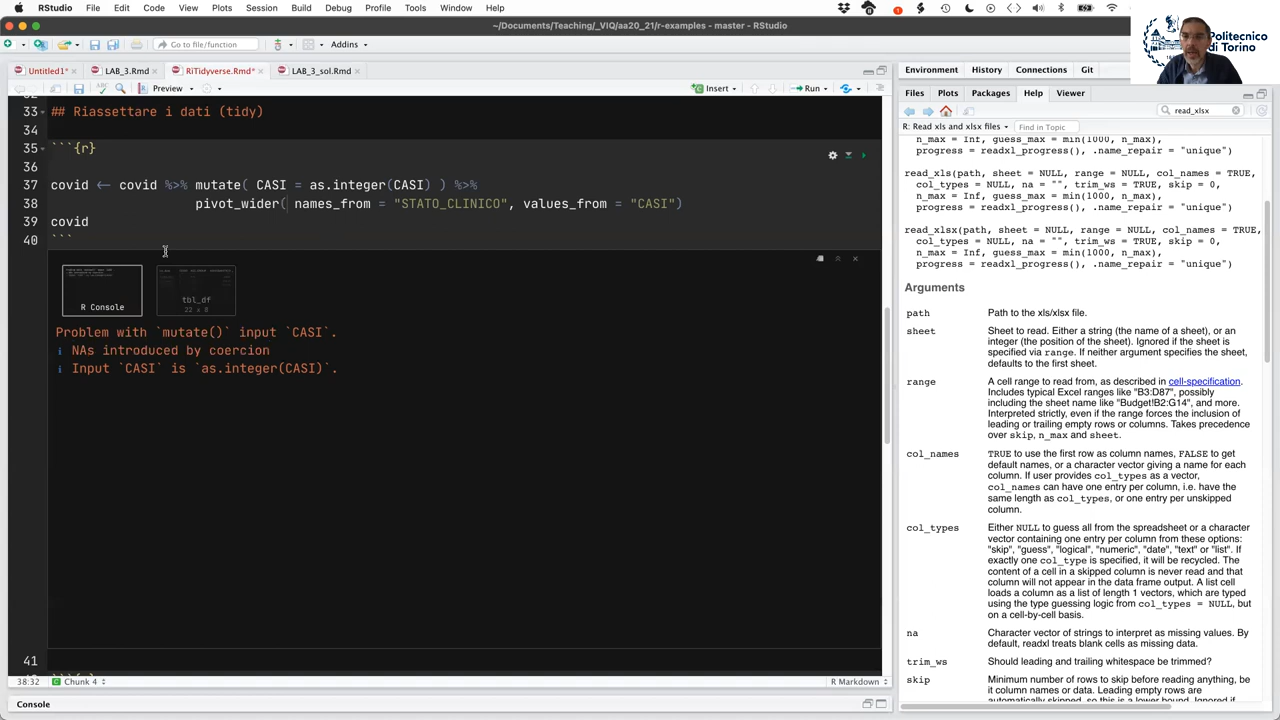 RStudio File Edit Code View Plots Session Build Debug Profile Tools Window Help
~/Documents/Teaching/_VIQ/aa20_21/r-examples - master - RStudio
Politecnico
di Torino
Go to file/function
Addins
Untitled1*
LAB_3.Rmd
RiTidyverse.Rmd*
LAB_3_sol.Rmd
Preview
Insert
Run
33 ## Riassettare i dati (tidy)
34
35 ```{r}
36
37 covid <- covid %>% mutate( CASI = as.integer(CASI) ) %>%
38 pivot_wider( names_from = "STATO_CLINICO", values_from = "CASI")
39 covid
40 ```
R Console
tbl_df
22 x 8
Problem with `mutate()` input `CASI`.
i NAs introduced by coercion
i Input `CASI` is `as.integer(CASI)`.
41
38:32 Chunk 4 R Markdown
Console
Environment History Connections Git
Files Plots Packages Help Viewer
read_xlsx
R: Read xls and xlsx files Find in Topic
n_max = Inf, guess_max = min(1000, n_max),
progress = readxl_progress(), .name_repair = "unique")
read_xls(path, sheet = NULL, range = NULL, col_names = TRUE,
col_types = NULL, na = "", trim_ws = TRUE, skip = 0,
n_max = Inf, guess_max = min(1000, n_max),
progress = readxl_progress(), .name_repair = "unique")
read_xlsx(path, sheet = NULL, range = NULL, col_names = TRUE,
col_types = NULL, na = "", trim_ws = TRUE, skip = 0,
n_max = Inf, guess_max = min(1000, n_max),
progress = readxl_progress(), .name_repair = "unique")
Arguments
path Path to the xls/xlsx file.
sheet Sheet to read. Either a string (the name of a sheet), or an
integer (the position of the sheet). Ignored if the sheet is
specified via range. If neither argument specifies the sheet,
defaults to the first sheet.
range A cell range to read from, as described in cell-specification.
Includes typical Excel ranges like "B3:D87", possibly
including the sheet name like "Budget!B2:G14", and more.
Interpreted strictly, even if the range forces the inclusion of
leading or trailing empty rows or columns. Takes precedence
over skip, n_max and sheet.
col_names TRUE to use the first row as column names, FALSE to get
default names, or a character vector giving a name for each
column. If user provides col_types as a vector,
col_names can have one entry per column, i.e. have the
same length as col_types, or one entry per unskipped
column.
col_types Either NULL to guess all from the spreadsheet or a character
vector containing one entry per column from these options:
"skip", "guess", "logical", "numeric", "date", "text" or "list". If
exactly one col_type is specified, it will be recycled. The
content of a cell in a skipped column is never read and that
column will not appear in the data frame output. A list cell
loads a column as a list of length 1 vectors, which are typed
using the type guessing logic from col_types = NULL, but
on a cell-by-cell basis.
na Character vector of strings to interpret as missing values. By
default, readxl treats blank cells as missing data.
trim_ws Should leading and trailing whitespace be trimmed?
skip Minimum number of rows to skip before reading anything, be
it column names or data. Leading empty rows are